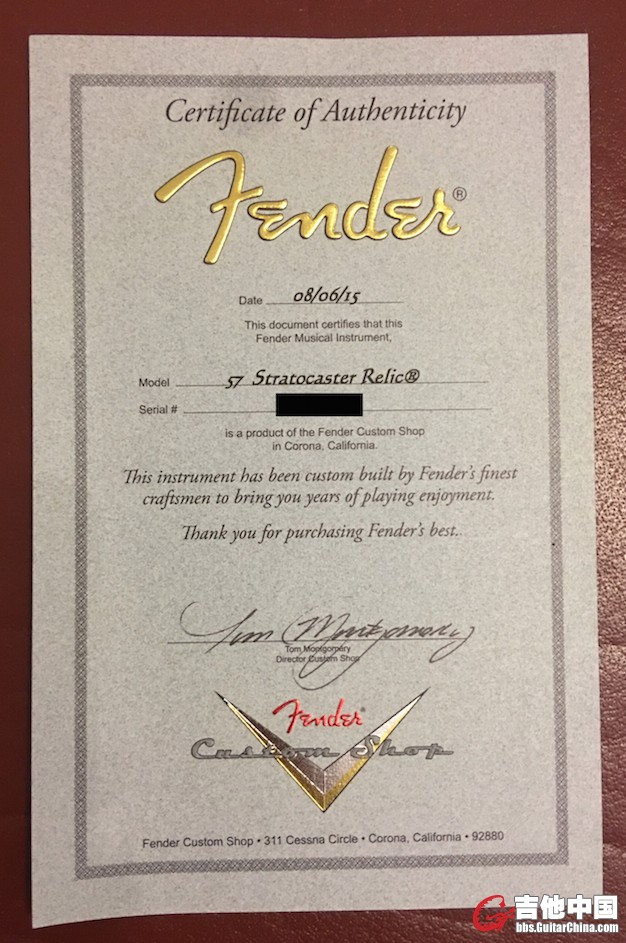 Certificate of Authenticity
Fender®
Date 08/06/15
This document certifies that this
Fender Musical Instrument,
Model 57 Stratocaster Relic®
Serial #
is a product of the Fender Custom Shop
in Corona, California.
This instrument has been custom built by Fender's finest
craftsmen to bring you years of playing enjoyment.
Thank you for purchasing Fender's best..
Tom Montgomery
Tom Montgomery
Director Custom Shop
Fender®
Custom Shop
Fender Custom Shop • 311 Cessna Circle • Corona, California • 92880
吉他中国
bbs.GuitarChina.com